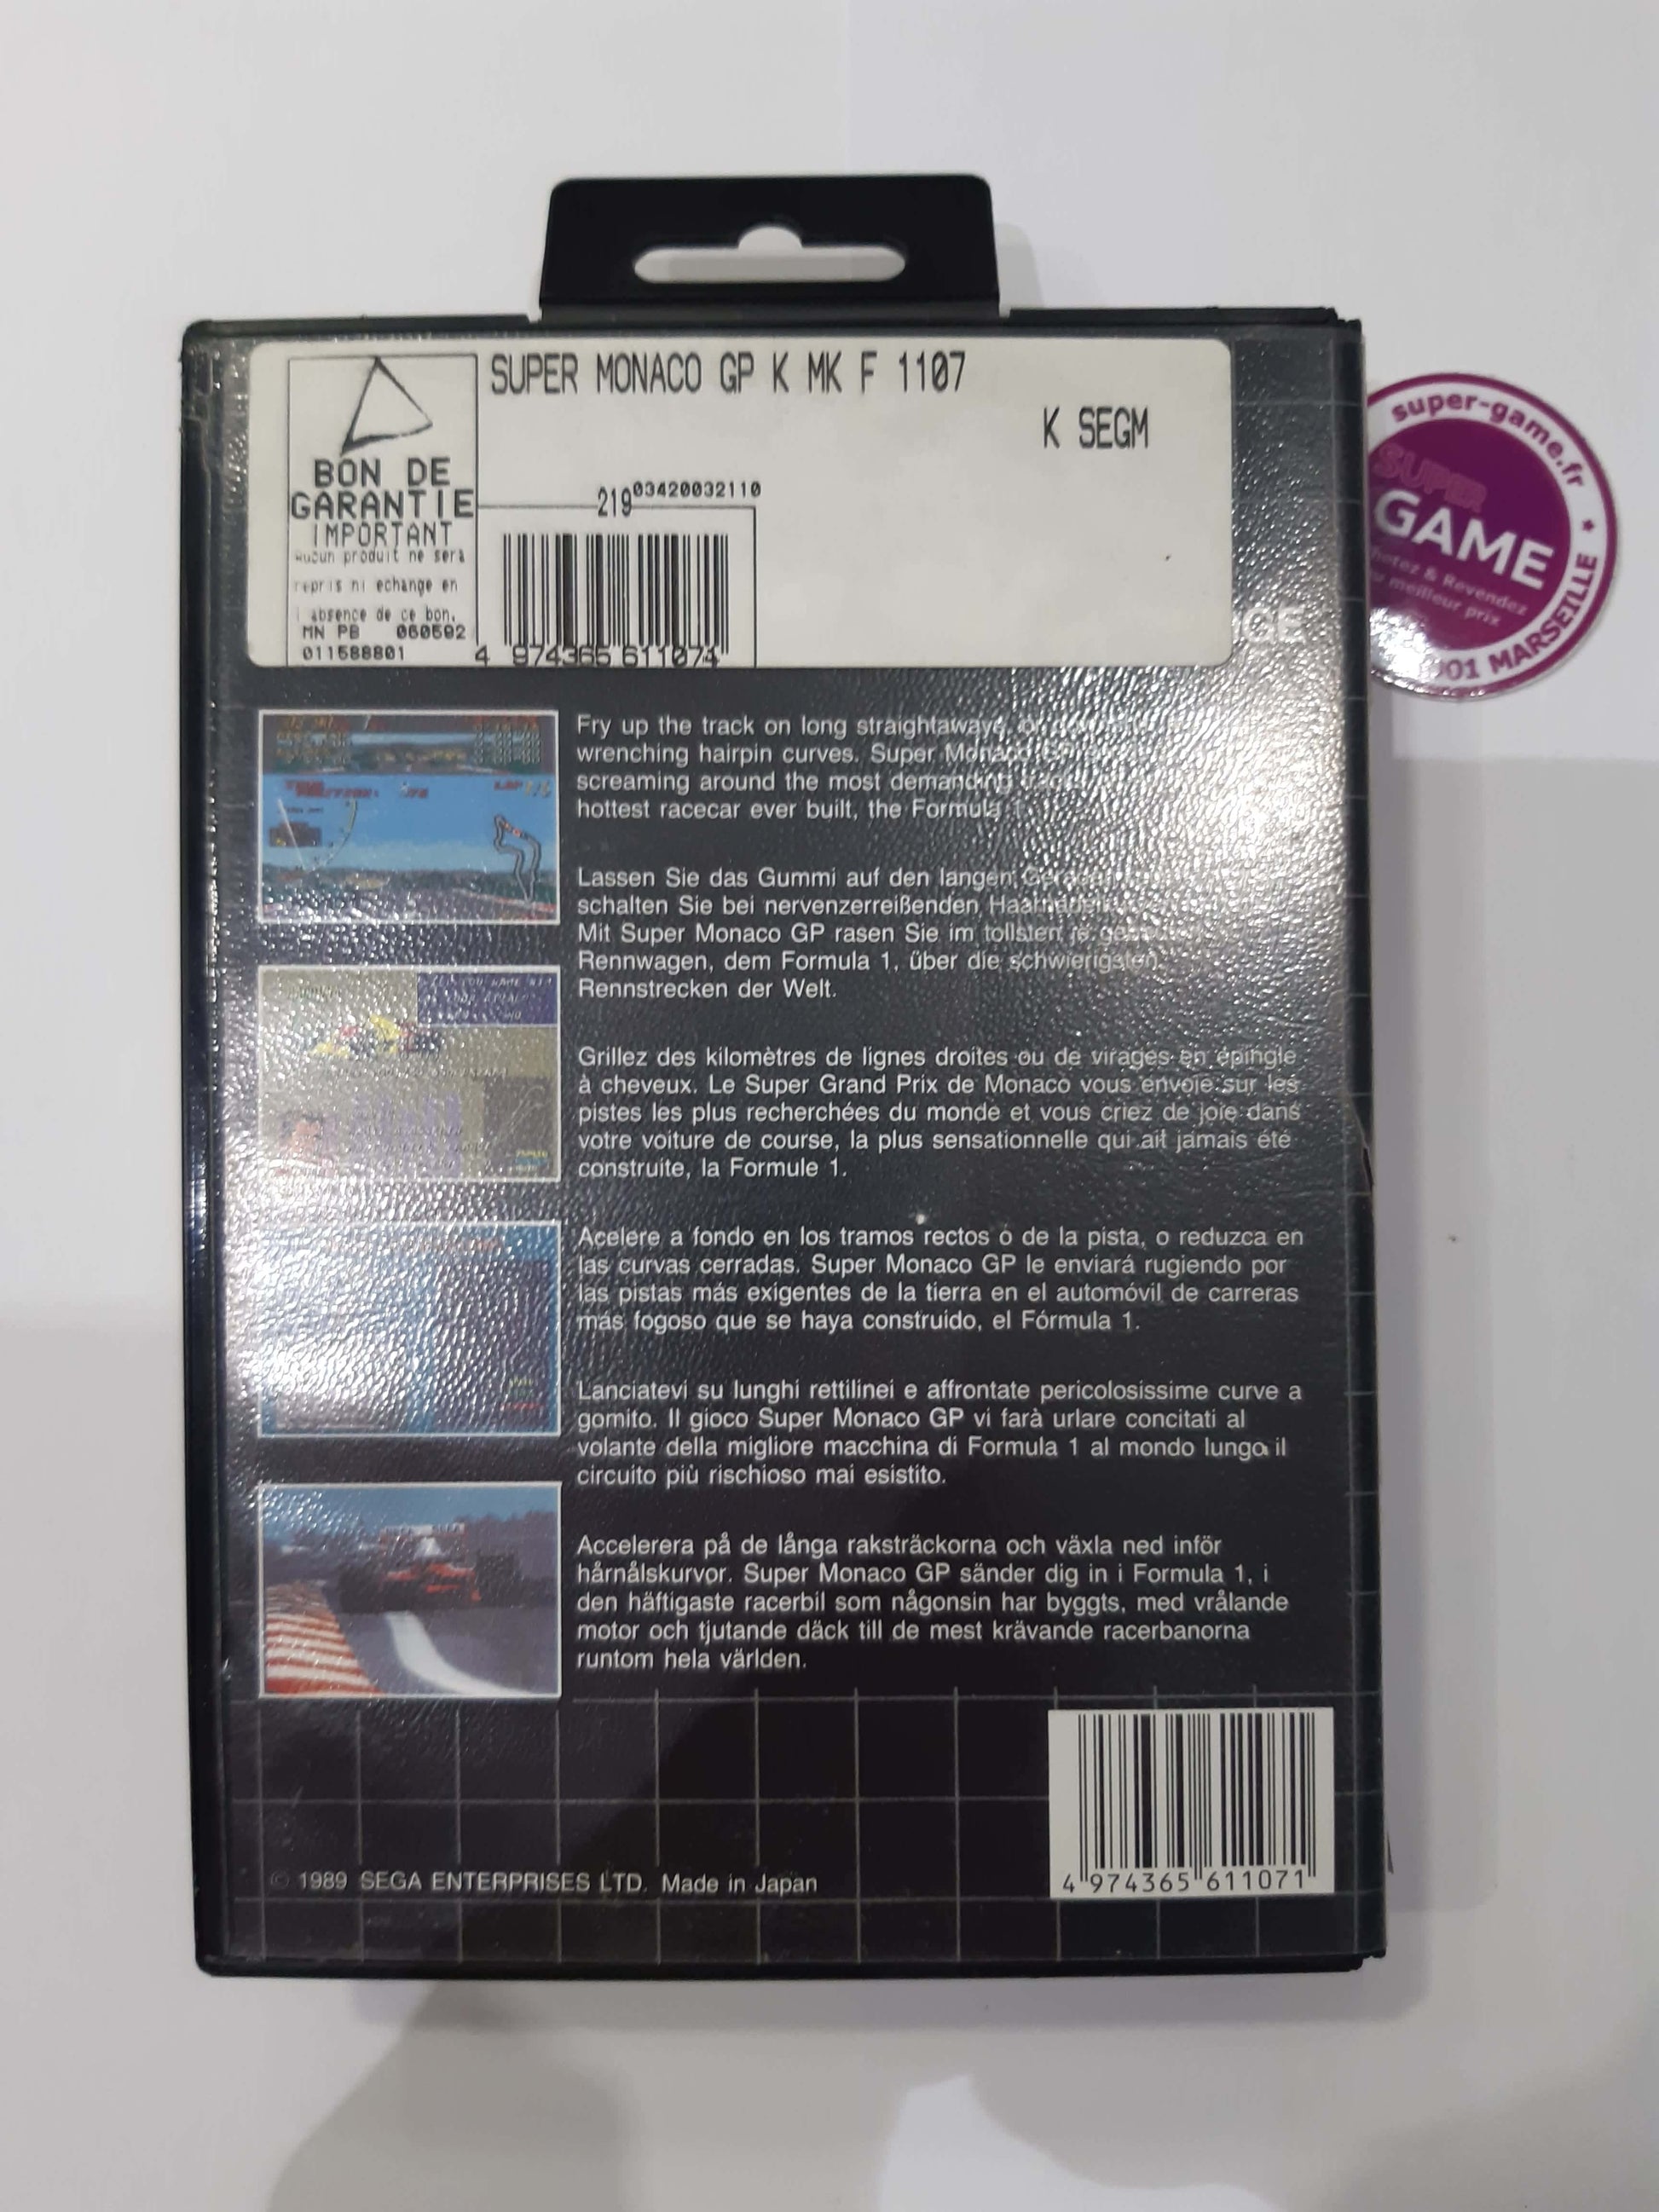 SUPER MONACO GP K MK F 1107
K SEGM
BON DE
GARANTIE
IMPORTANT
Aucun produit ne sera
repris ni echange en
l absence de ce bon.
MN PB 060592
011588801
219
03420032110
4 974365 611074
super-game.fr
SUPER
GAME
& Revendez
meilleur prix
MARSEILLE
GE
Fry up the track on long straightaways,
wrenching hairpin curves. Super Monaco
screaming around the most demanding
hottest racecar ever built, the Formula
Lassen Sie das Gummi auf den langen
schalten Sie bei nervenzerreißenden
Mit Super Monaco GP rasen Sie im tollsten je
Rennwagen, dem Formula 1, über die schwierigsten
Rennstrecken der Welt.
Grillez des kilomètres de lignes droites ou de virages en épingle
à cheveux. Le Super Grand Prix de Monaco vous envoie sur les
pistes les plus recherchées du monde et vous criez de joie dans
votre voiture de course, la plus sensationnelle qui ait jamais été
construite, la Formule 1.
Acelere a fondo en los tramos rectos o de la pista, o reduzca en
las curvas cerradas. Super Monaco GP le enviará rugiendo por
las pistas más exigentes de la tierra en el automóvil de carreras
más fogoso que se haya construido, el Fórmula 1.
Lanciatevi su lunghi rettilinei e affrontate pericolosissime curve a
gomito. Il gioco Super Monaco GP vi farà urlare concitati al
volante della migliore macchina di Formula 1 al mondo lungo il
circuito più rischioso mai esistito.
Accelerera på de långa raksträckorna och växla ned inför
hårnålskurvor. Super Monaco GP sänder dig in i Formula 1, i
den häftigaste racerbil som någonsin har byggts, med vrålande
motor och tjutande däck till de mest krävande racerbanorna
runtom hela världen.
© 1989 SEGA ENTERPRISES LTD. Made in Japan
4 974365 611071